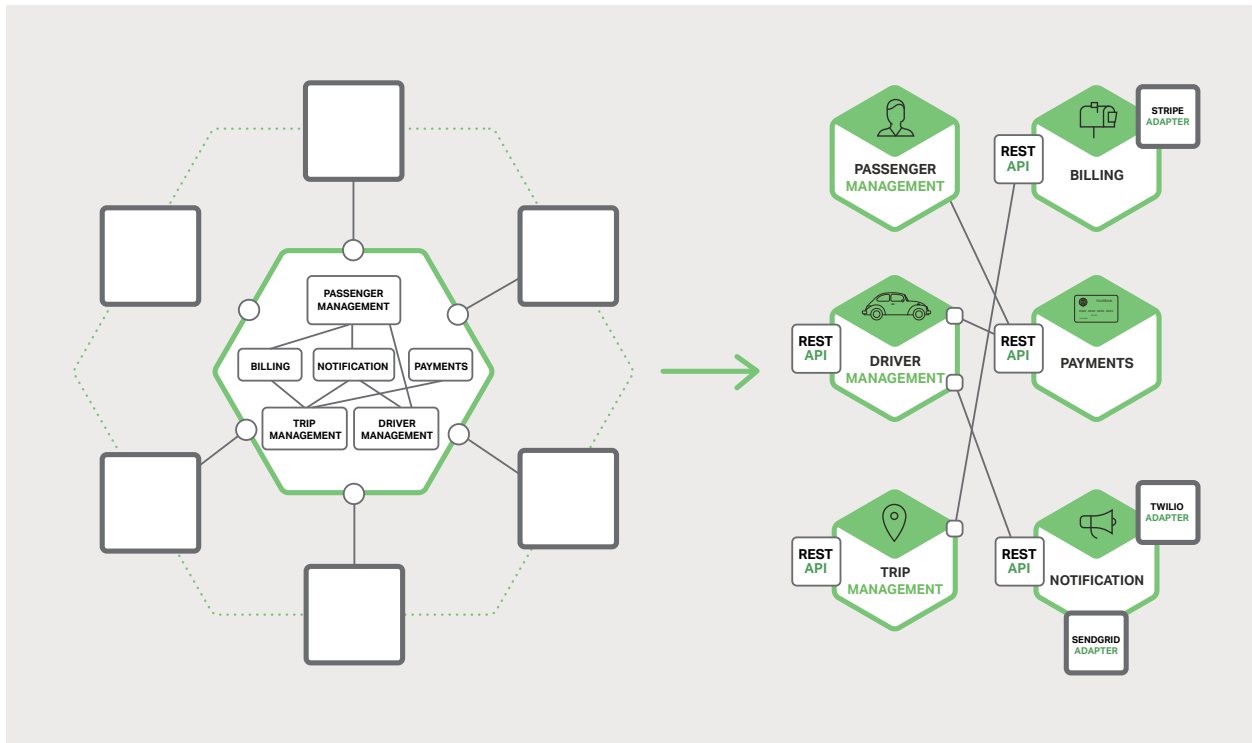 PASSENGER
MANAGEMENT
BILLING
NOTIFICATION
PAYMENTS
TRIP
MANAGEMENT
DRIVER
MANAGEMENT
PASSENGER
MANAGEMENT
REST
API
BILLING
STRIPE
ADAPTER
REST
API
DRIVER
MANAGEMENT
REST
API
PAYMENTS
REST
API
TRIP
MANAGEMENT
REST
API
NOTIFICATION
TWILIO
ADAPTER
SENDGRID
ADAPTER